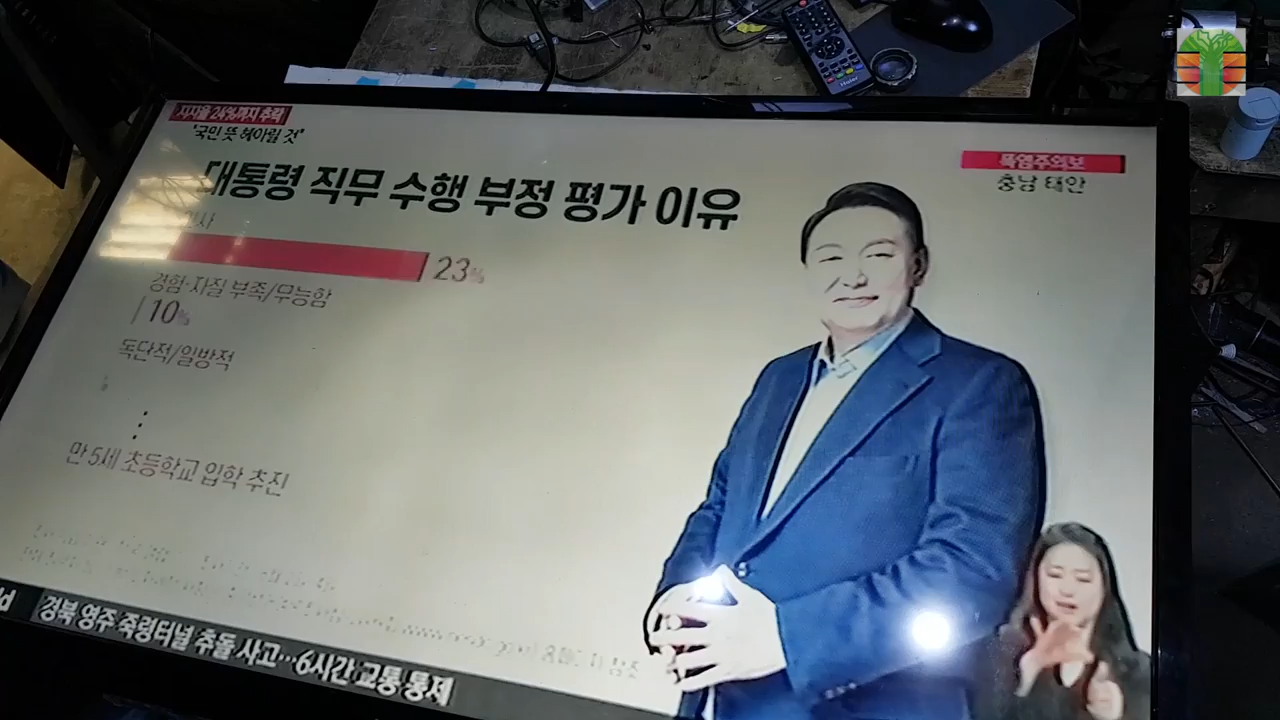 지지율 24%까지 추락
"국민 뜻 헤아릴 것"
폭염주의보
충남 태안
대통령 직무 수행 부정 평가 이유
23%
경험·자질 부족/무능함
10%
독단적/일방적
만 5세 초등학교 입학 추진
경북 영주 죽령터널 추돌 사고…6시간 교통 통제